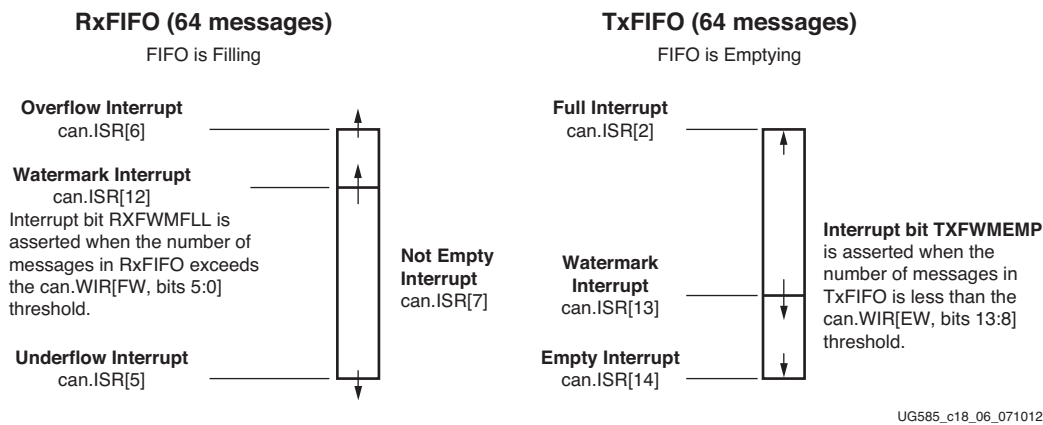 RxFIFO (64 messages)
FIFO is Filling
Overflow Interrupt
can.ISR[6]
Watermark Interrupt
can.ISR[12]
Interrupt bit RXFWMFLL is
asserted when the number of
messages in RxFIFO exceeds
the can.WIR[FW, bits 5:0]
threshold.
Underflow Interrupt
can.ISR[5]
Not Empty
Interrupt
can.ISR[7]
TxFIFO (64 messages)
FIFO is Emptying
Full Interrupt
can.ISR[2]
Watermark
Interrupt
can.ISR[13]
Empty Interrupt
can.ISR[14]
Interrupt bit TXFWMEMP
is asserted when the
number of messages in
TxFIFO is less than the
can.WIR[EW, bits 13:8]
threshold.
UG585_c18_06_071012